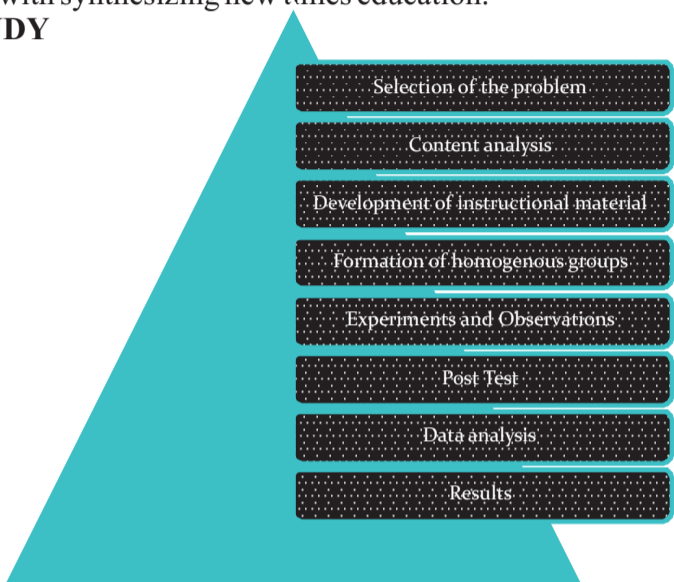 with synthesizing new times education.
DY
Selection of the problem
Content analysis
Development of instructional material
Formation of homogenous groups
Experiments and Observations
Post Test
Data analysis
Results